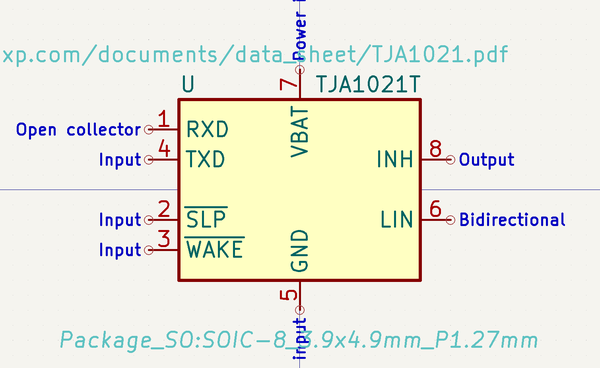 Power i
xp.com/documents/data_sheet/TJA1021.pdf
7
U
TJA1021T
Open collector
1
RXD
VBAT
Input
4
TXD
INH
8
Output
Input
2
SLP
LIN
6
Bidirectional
Input
3
WAKE
GND
5
input
Package_SO:SOIC-8_3.9x4.9mm_P1.27mm